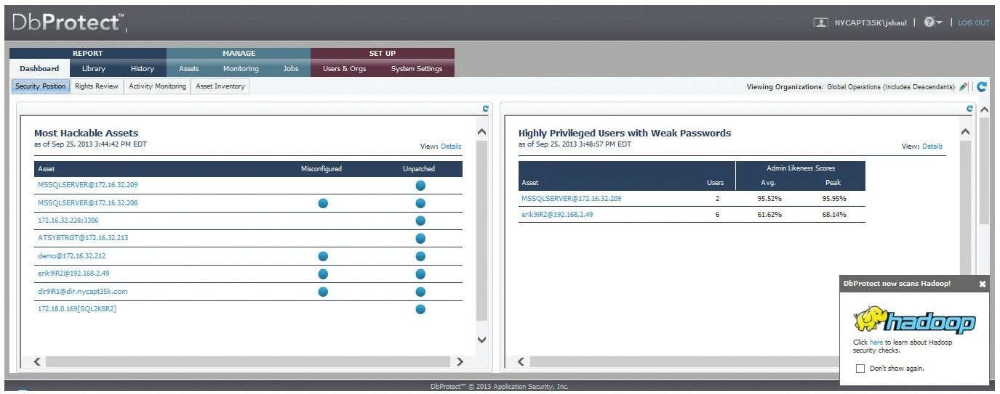 DbProtect™
NYCAPT35K\jshaul | ? | LOG OUT
REPORT MANAGE SET UP
Dashboard Library History Assets Monitoring Jobs Users & Orgs System Settings
Security Position Rights Review Activity Monitoring Asset Inventory
Viewing Organizations: Global Operations (Includes Descendants)
Most Hackable Assets
as of Sep 25, 2013 3:44:42 PM EDT
View: Details
Asset Misconfigured Unpatched
MSSQLSERVER@172.16.32.209
MSSQLSERVER@172.16.32.208
172.16.32.228:3306
ATSYBTRGT@172.16.32.213
demo@172.16.32.212
erik9iR2@192.168.2.49
dir9iR1@dir.nycapt35k.com
172.18.0.169[SQL2K8R2]
Highly Privileged Users with Weak Passwords
as of Sep 25, 2013 3:48:57 PM EDT
View: Details
Admin Likeness Scores
Asset Users Avg. Peak
MSSQLSERVER@172.16.32.209 2 95.52% 95.95%
erik9iR2@192.168.2.49 6 61.62% 68.14%
DbProtect now scans Hadoop!
hadoop
Click here to learn about Hadoop
security checks.
Don't show again.
DbProtect™ © 2013 Application Security, Inc.